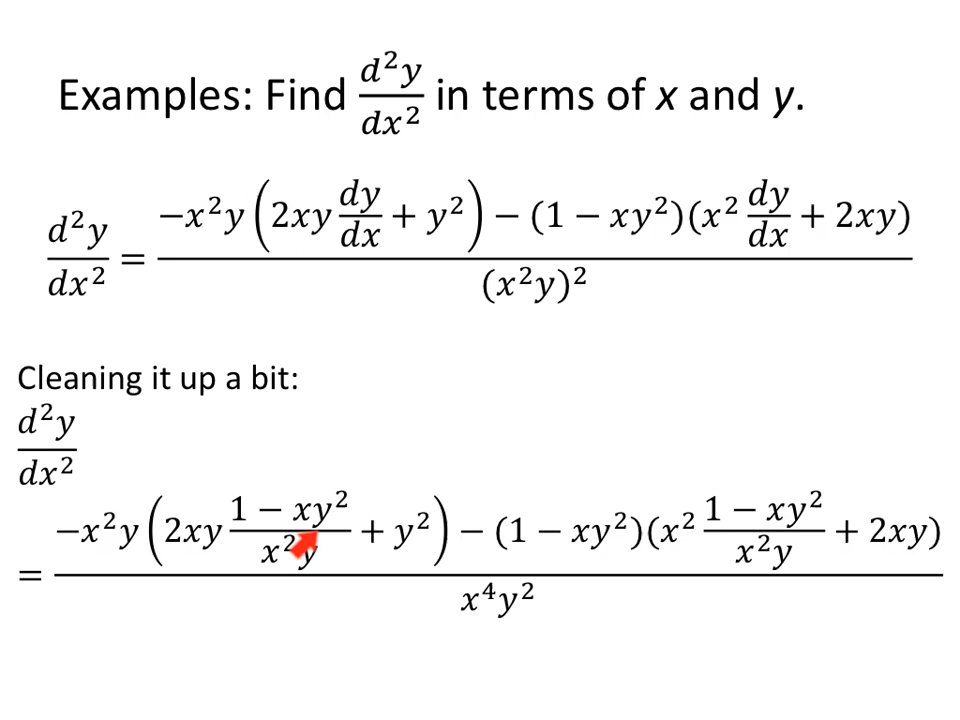 Examples: Find d²y/dx² in terms of x and y.
d²y/dx² = (−x²y(2xy dy/dx + y²) − (1 − xy²)(x² dy/dx + 2xy))/(x²y)²
Cleaning it up a bit:
d²y/dx²
= (−x²y(2xy (1 − xy²)/(x²y) + y²) − (1 − xy²)(x² (1 − xy²)/(x²y) + 2xy))/(x⁴y²)